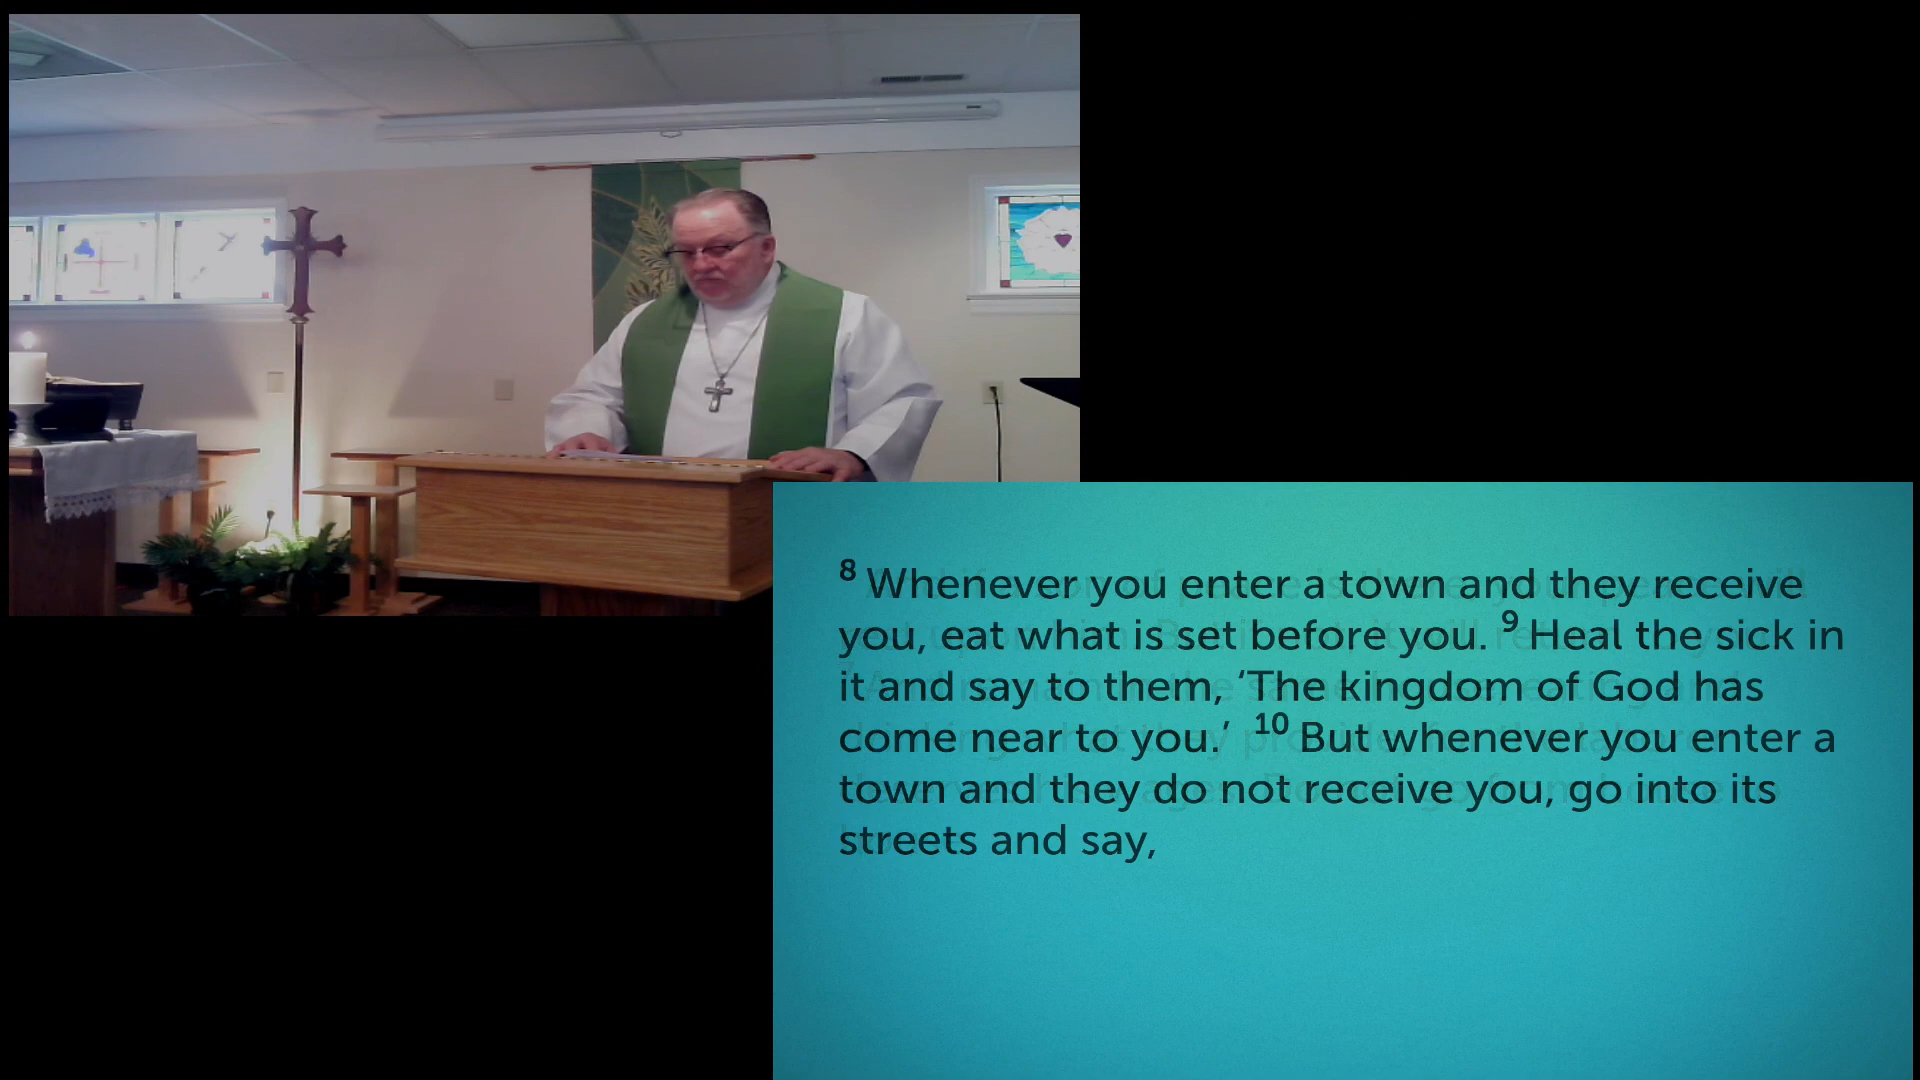 8 Whenever you enter a town and they receive
you, eat what is set before you. 9 Heal the sick in
it and say to them, ‘The kingdom of God has
come near to you.’ 10 But whenever you enter a
town and they do not receive you, go into its
streets and say,